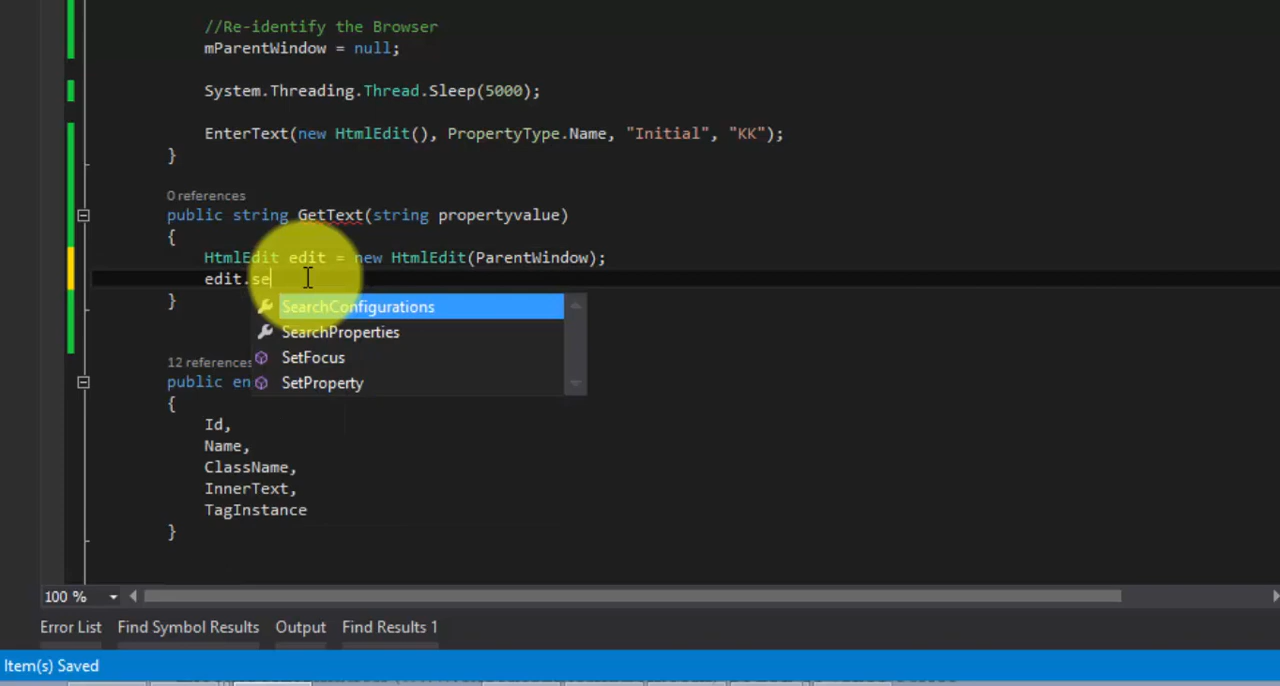 //Re-identify the Browser
mParentWindow = null;
System.Threading.Thread.Sleep(5000);
EnterText(new HtmlEdit(), PropertyType.Name, "Initial", "KK");
}
0 references
public string GetText(string propertyvalue)
{
HtmlEdit edit = new HtmlEdit(ParentWindow);
edit.se
SearchConfigurations
}
SearchProperties
SetFocus
12 references
public en
SetProperty
{
Id,
Name,
ClassName,
InnerText,
TagInstance
}
100 %
Error List Find Symbol Results Output Find Results 1
Item(s) Saved